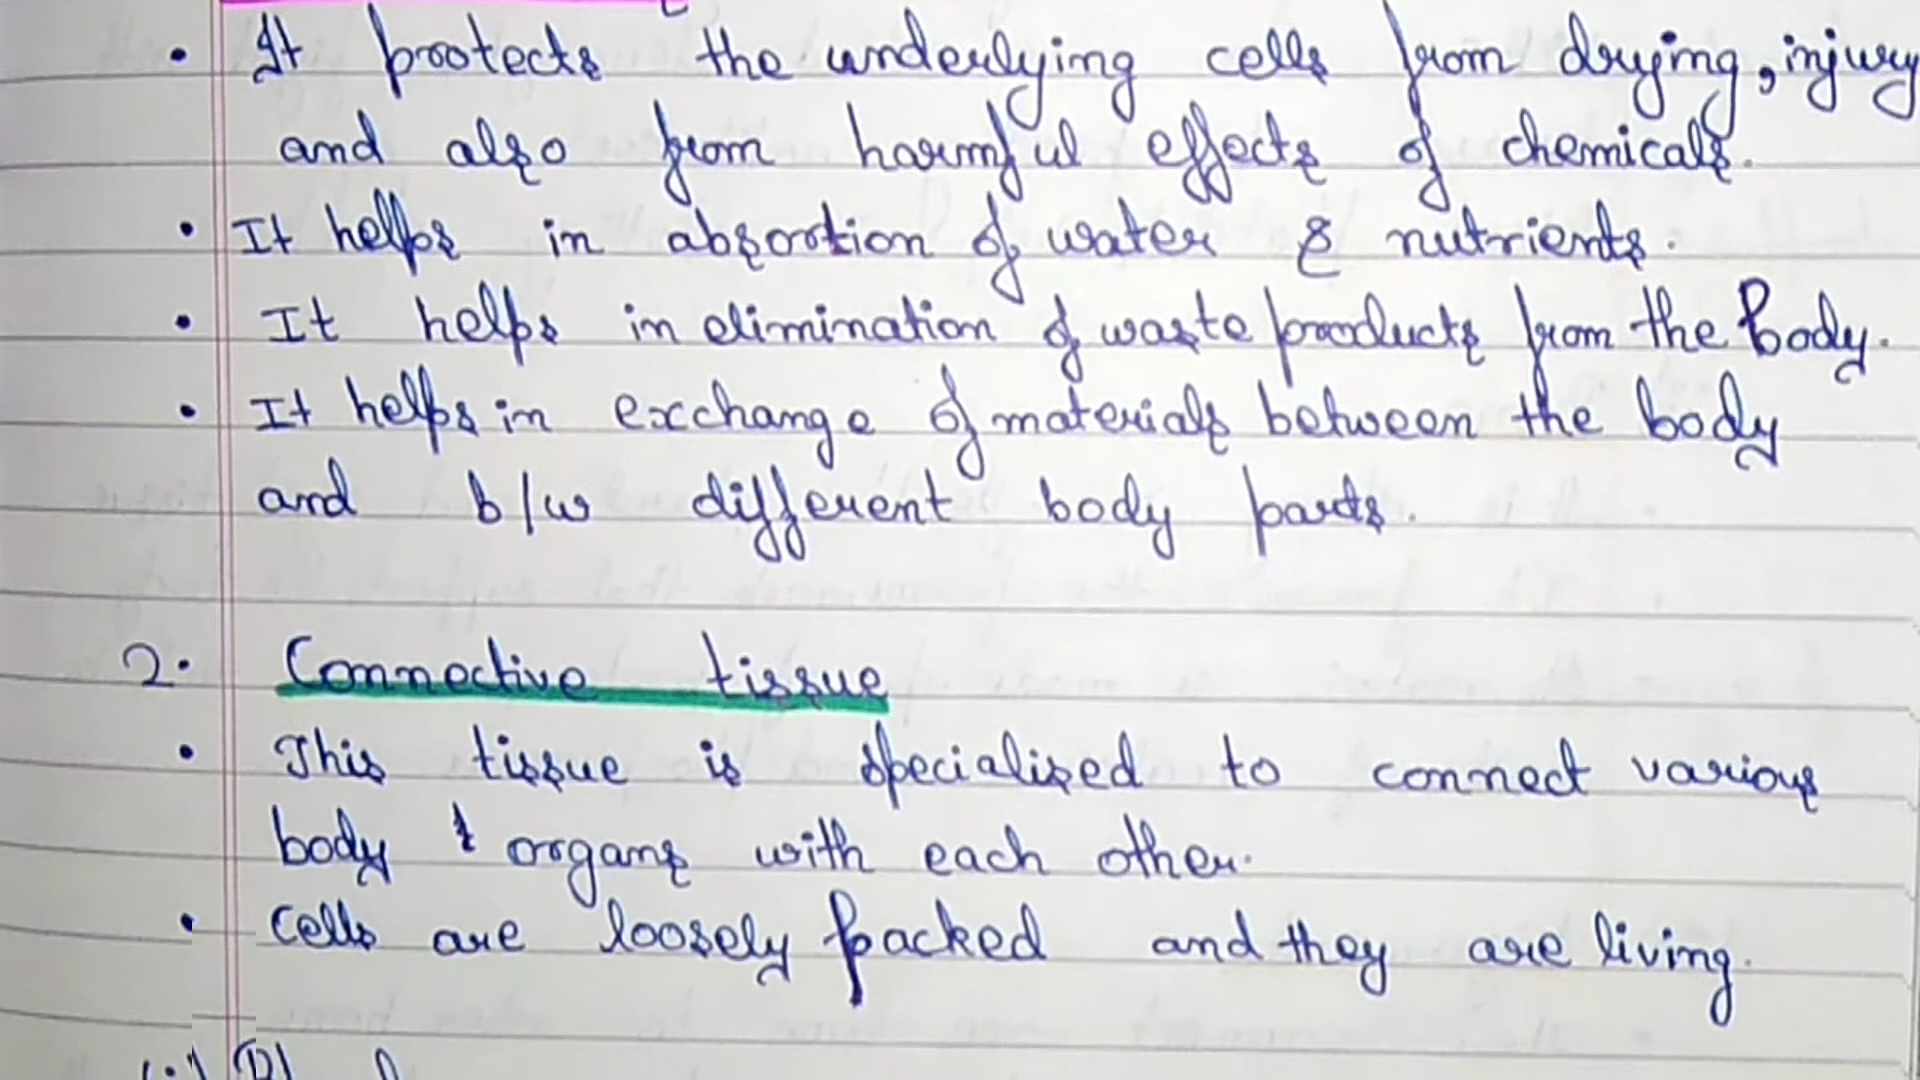 • It protects the underlying cells from drying, injury
and also from harmful effects of chemicals.
• It helps in absortion of water & nutrients.
• It helps in elimination of waste products from the body.
• It helps in exchange of materials between the body
and b/w different body parts.
2. Connective tissue
• This tissue is specialized to connect various
body & organs with each other.
• Cells are loosely packed and they are living.